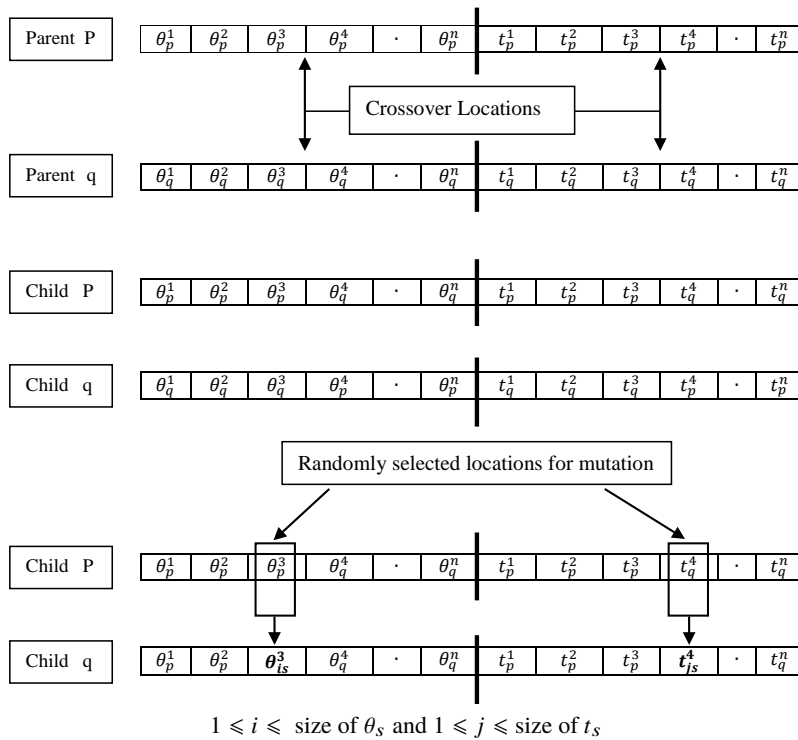 Parent P θ_p^1 θ_p^2 θ_p^3 θ_p^4 · θ_p^n t_p^1 t_p^2 t_p^3 t_p^4 · t_p^n
Crossover Locations
Parent q θ_q^1 θ_q^2 θ_q^3 θ_q^4 · θ_q^n t_q^1 t_q^2 t_q^3 t_q^4 · t_q^n
Child P θ_p^1 θ_p^2 θ_p^3 θ_q^4 · θ_q^n t_p^1 t_p^2 t_p^3 t_q^4 · t_q^n
Child q θ_q^1 θ_q^2 θ_q^3 θ_p^4 · θ_p^n t_q^1 t_q^2 t_q^3 t_p^4 · t_p^n
Randomly selected locations for mutation
Child P θ_p^1 θ_p^2 θ_p^3 θ_q^4 · θ_q^n t_p^1 t_p^2 t_p^3 t_q^4 · t_q^n
Child q θ_p^1 θ_p^2 θ_is^3 θ_q^4 · θ_q^n t_p^1 t_p^2 t_p^3 t_js^4 · t_q^n
1 ⩽ i ⩽ size of θ_s and 1 ⩽ j ⩽ size of t_s